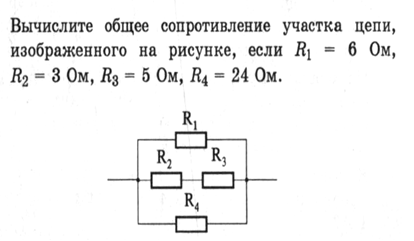 Вычислите общее сопротивление участка цепи,
изображенного на рисунке, если R₁ = 6 Ом,
R₂ = 3 Ом, R₃ = 5 Ом, R₄ = 24 Ом.
R₁
R₂ R₃
R₄